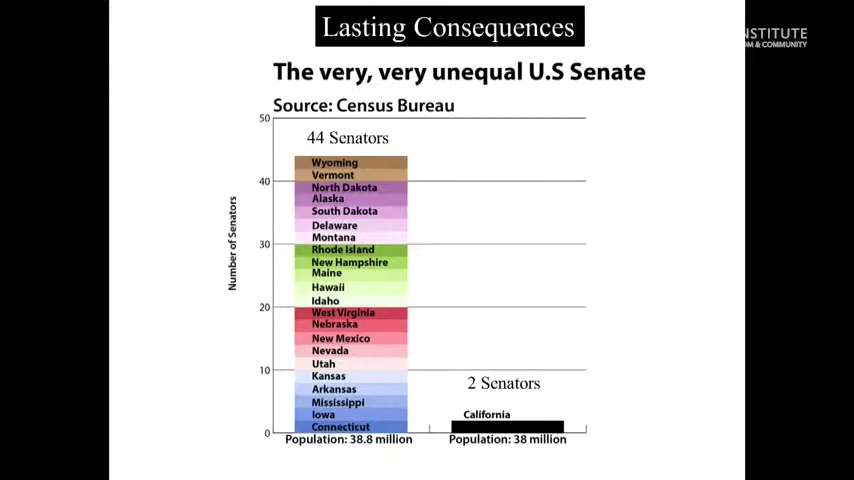 Lasting Consequences
NSTITUTE
OM & COMMUNITY
The very, very unequal U.S Senate
Source: Census Bureau
50
44 Senators
Wyoming
Vermont
40
North Dakota
Alaska
South Dakota
Delaware
Montana
30
Rhode Island
New Hampshire
Maine
Hawaii
Idaho
20
West Virginia
Nebraska
New Mexico
Nevada
Utah
10
Kansas
Arkansas
Mississippi
Iowa
Connecticut
0
Number of Senators
2 Senators
California
Population: 38.8 million
Population: 38 million